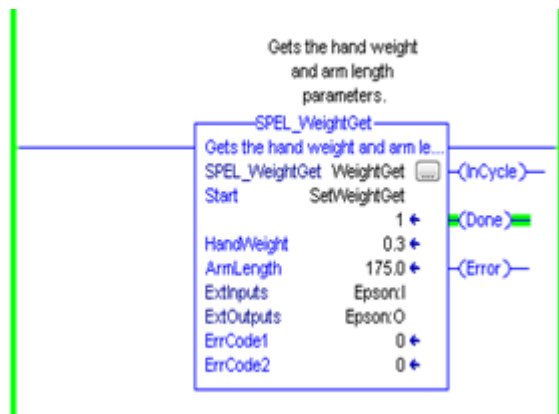 Gets the hand weight
and arm length
parameters.
SPEL_WeightGet
Gets the hand weight and arm le...
SPEL_WeightGet WeightGet ... (InCycle)
Start SetWeightGet
1 (Done)
HandWeight 0.3
ArmLength 175.0 (Error)
ExtInputs Epson:I
ExtOutputs Epson:O
ErrCode1 0
ErrCode2 0